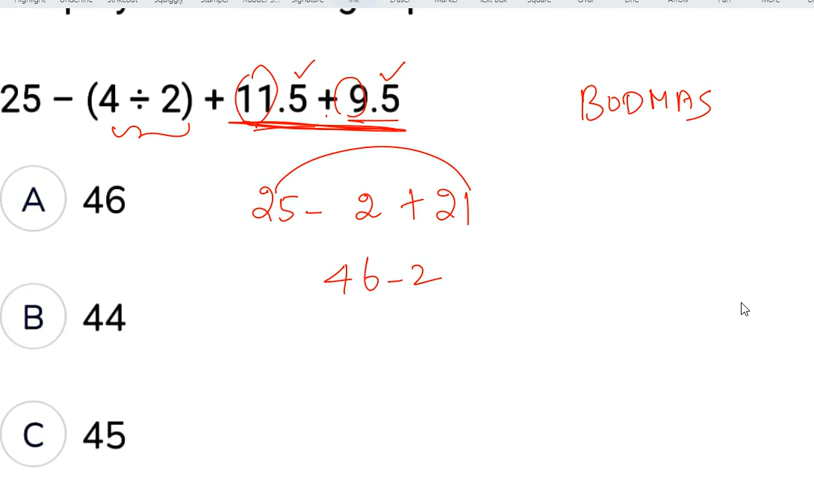 25 − (4 ÷ 2) + 11.5 + 9.5
BODMAS
A 46
25 - 2 + 21
46 - 2
B 44
C 45